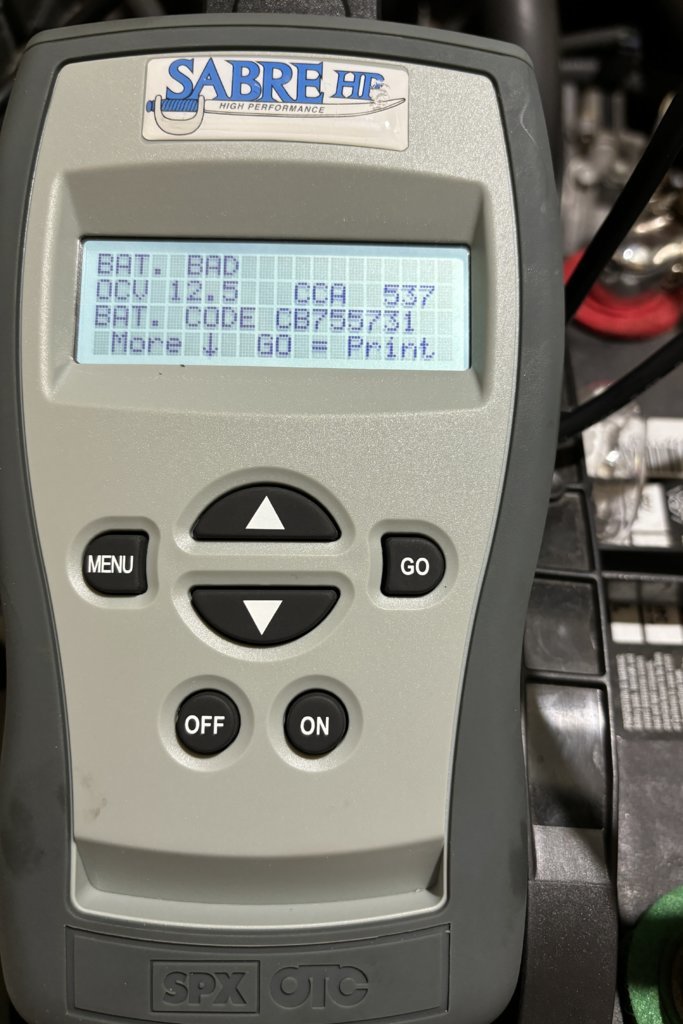 SABRE HP
HIGH PERFORMANCE
BAT. BAD
OCV 12.5 CCA 537
BAT. CODE CB755731
More ↓ GO = Print
MENU
GO
OFF
ON
SPX OTC